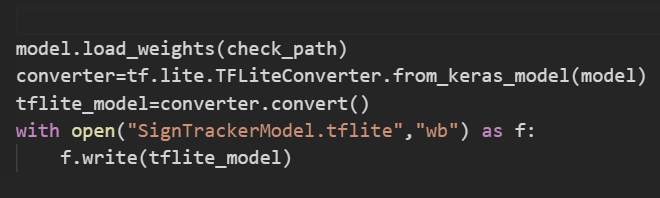 model.load_weights(check_path)
converter=tf.lite.TFLiteConverter.from_keras_model(model)
tflite_model=converter.convert()
with open("SignTrackerModel.tflite","wb") as f:
    f.write(tflite_model)